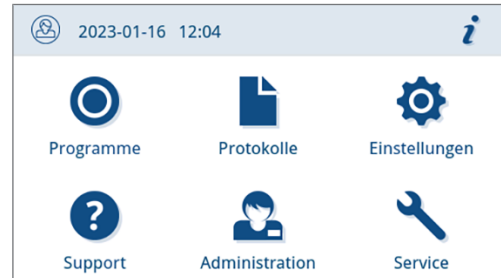 2023-01-16 12:04
Programme Protokolle Einstellungen
Support Administration Service